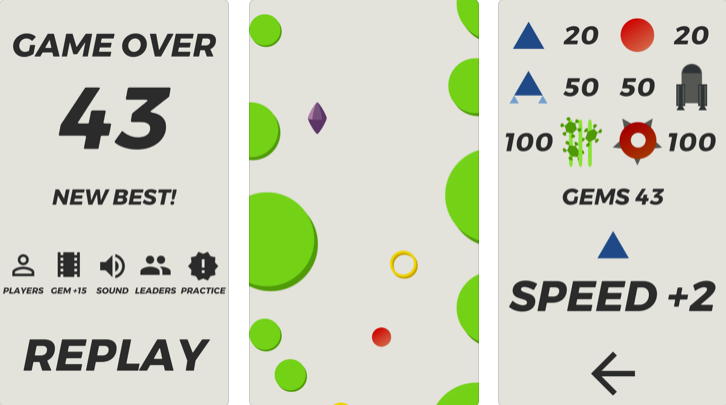 GAME OVER
43
NEW BEST!
PLAYERS GEM +15 SOUND LEADERS PRACTICE
REPLAY
20 20
50 50
100 100
GEMS 43
SPEED +2